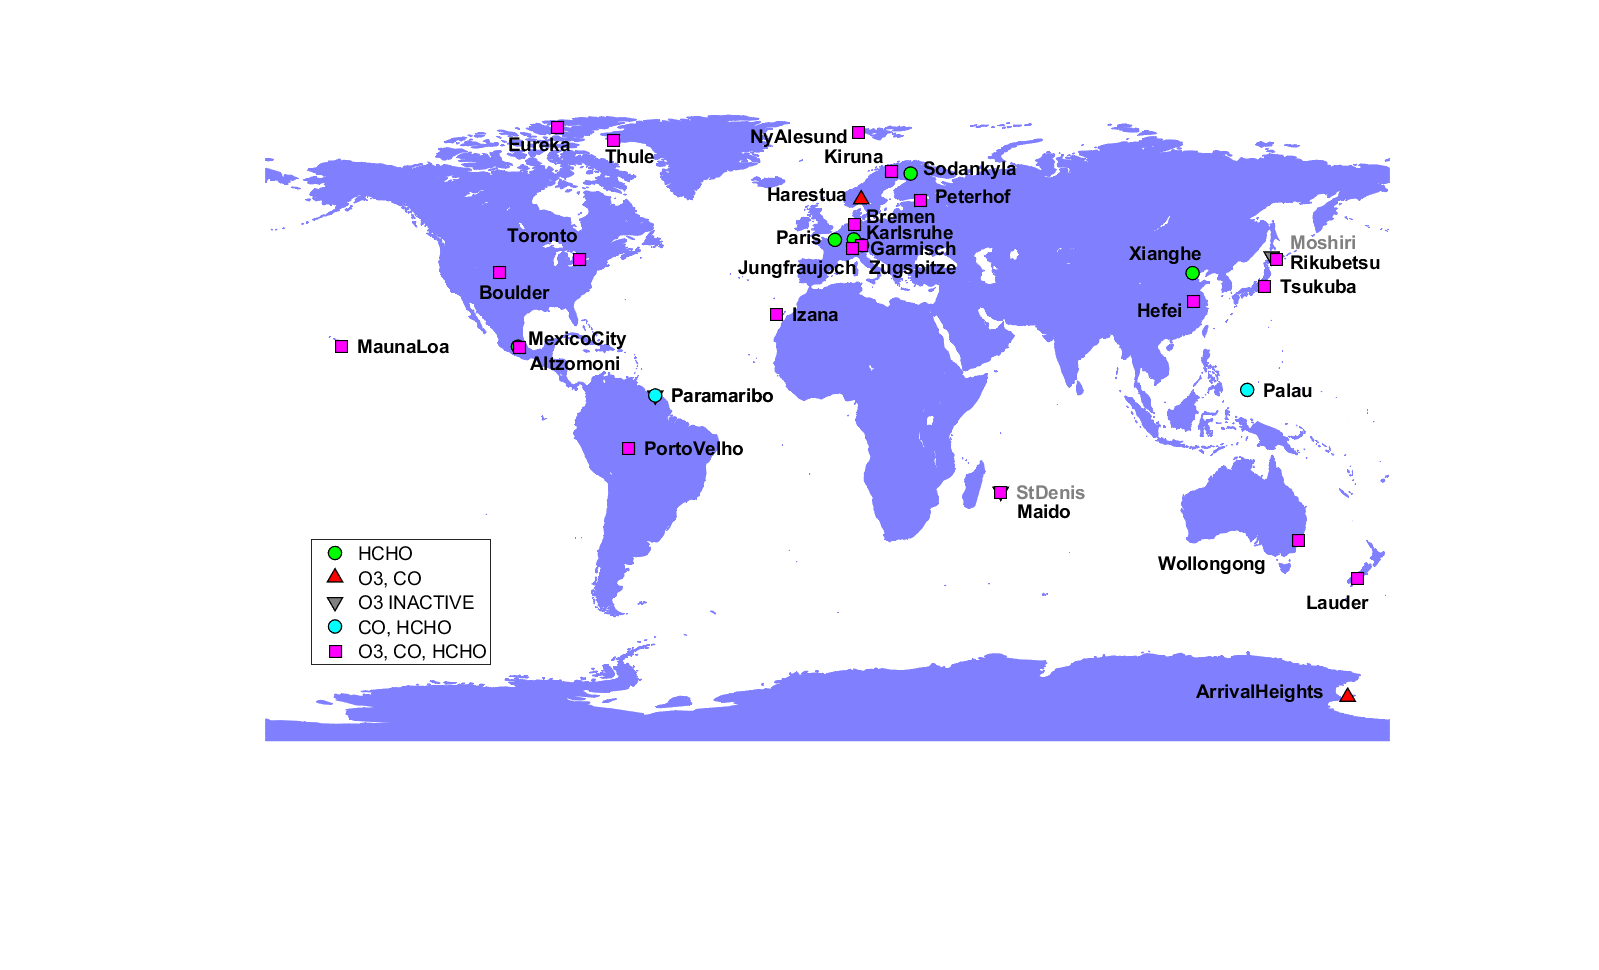 NyAlesund
Eureka
Thule
Kiruna
Sodankyla
Harestua
Peterhof
Bremen
Karlsruhe
Paris
Garmisch
Jungfraujoch
Zugspitze
Toronto
Boulder
Moshiri
Xianghe
Rikubetsu
Tsukuba
Hefei
Izana
MexicoCity
MaunaLoa
Altzomoni
Paramaribo
Palau
PortoVelho
StDenis
Maido
Wollongong
Lauder
HCHO
O3, CO
O3 INACTIVE
CO, HCHO
O3, CO, HCHO
ArrivalHeights